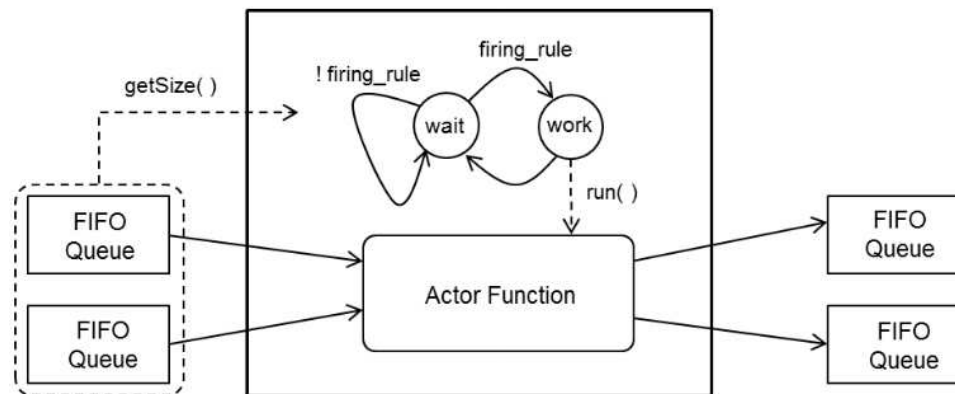 firing_rule
! firing_rule
getSize( )
wait
work
run( )
FIFO
Queue
FIFO
Queue
Actor Function
FIFO
Queue
FIFO
Queue